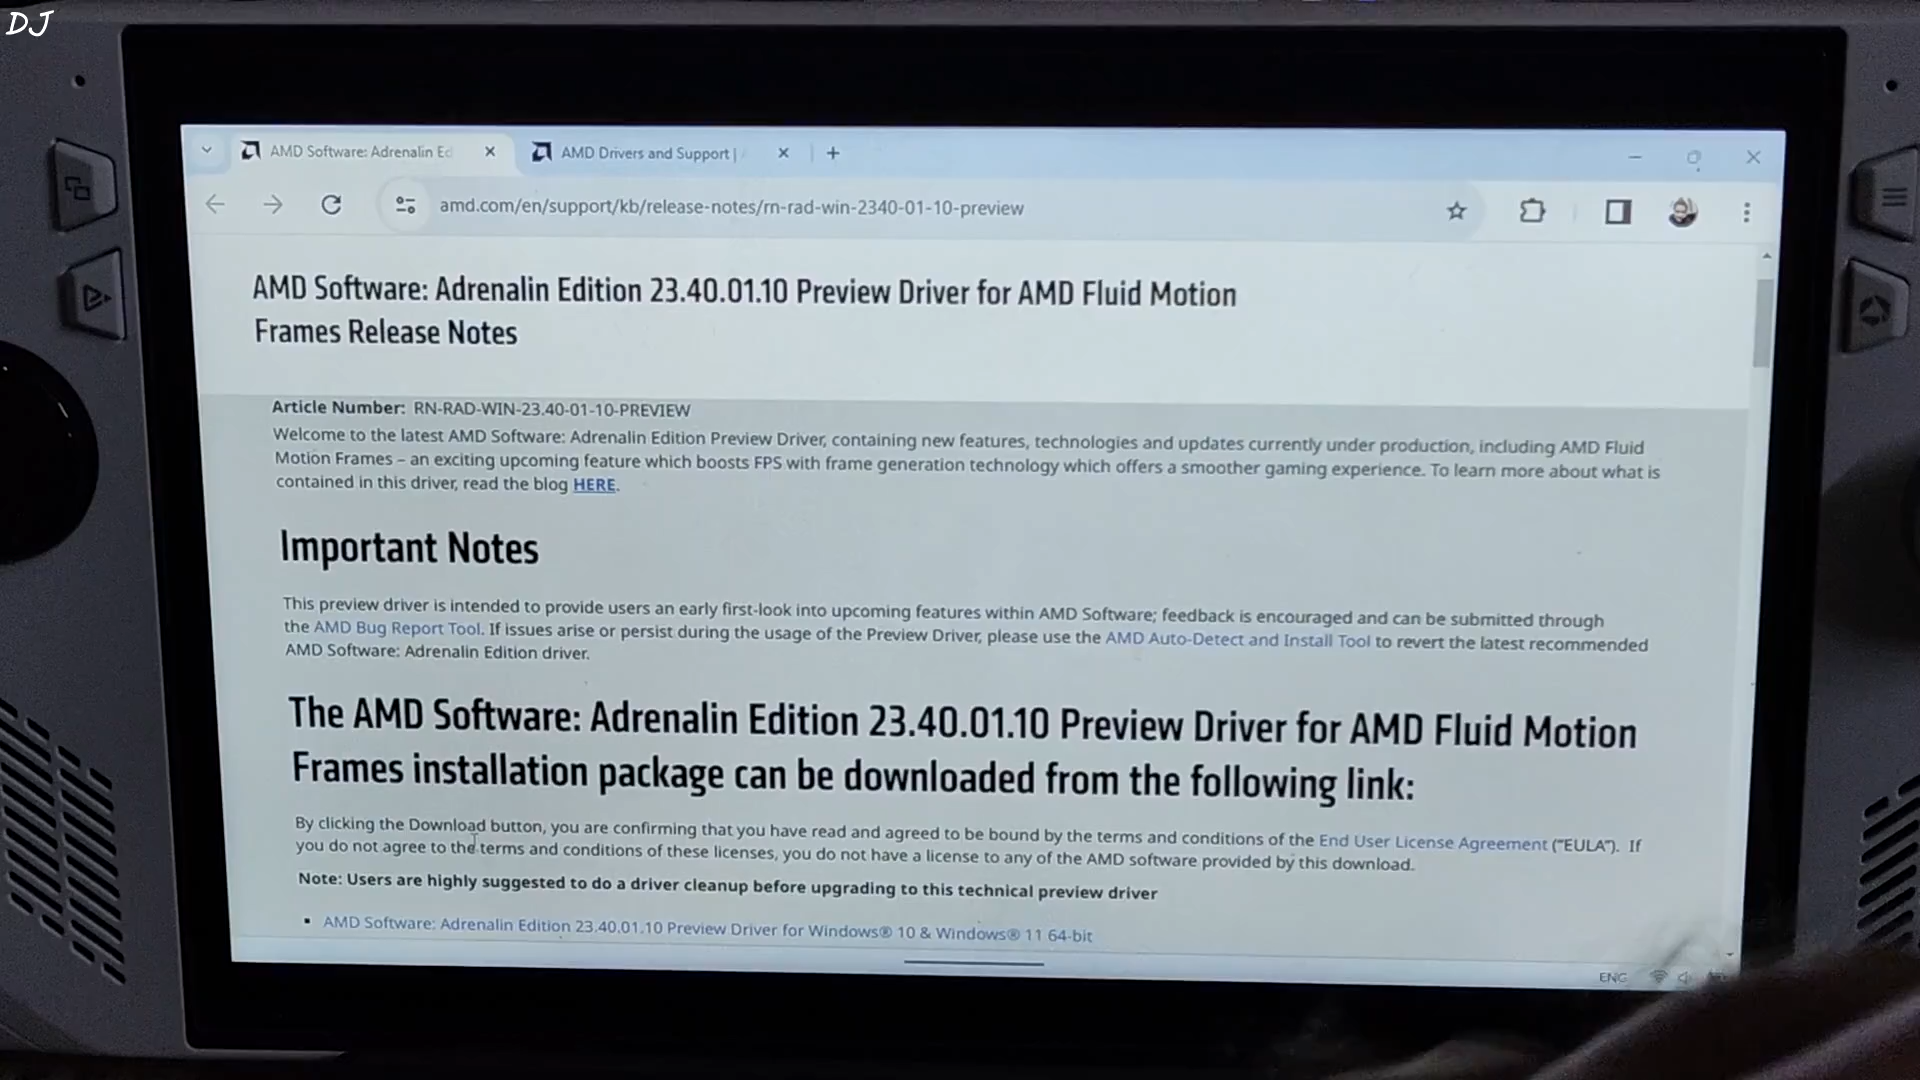 DJ
AMD Software: Adrenalin Ed
AMD Drivers and Support |
amd.com/en/support/kb/release-notes/rn-rad-win-2340-01-10-preview
AMD Software: Adrenalin Edition 23.40.01.10 Preview Driver for AMD Fluid Motion
Frames Release Notes
Article Number: RN-RAD-WIN-23.40-01-10-PREVIEW
Welcome to the latest AMD Software: Adrenalin Edition Preview Driver, containing new features, technologies and updates currently under production, including AMD Fluid
Motion Frames – an exciting upcoming feature which boosts FPS with frame generation technology which offers a smoother gaming experience. To learn more about what is
contained in this driver, read the blog HERE.
Important Notes
This preview driver is intended to provide users an early first-look into upcoming features within AMD Software; feedback is encouraged and can be submitted through
the AMD Bug Report Tool. If issues arise or persist during the usage of the Preview Driver, please use the AMD Auto-Detect and Install Tool to revert the latest recommended
AMD Software: Adrenalin Edition driver.
The AMD Software: Adrenalin Edition 23.40.01.10 Preview Driver for AMD Fluid Motion
Frames installation package can be downloaded from the following link:
By clicking the Download button, you are confirming that you have read and agreed to be bound by the terms and conditions of the End User License Agreement ("EULA"). If
you do not agree to the terms and conditions of these licenses, you do not have a license to any of the AMD software provided by this download.
Note: Users are highly suggested to do a driver cleanup before upgrading to this technical preview driver
▪ AMD Software: Adrenalin Edition 23.40.01.10 Preview Driver for Windows® 10 & Windows® 11 64-bit
ENG